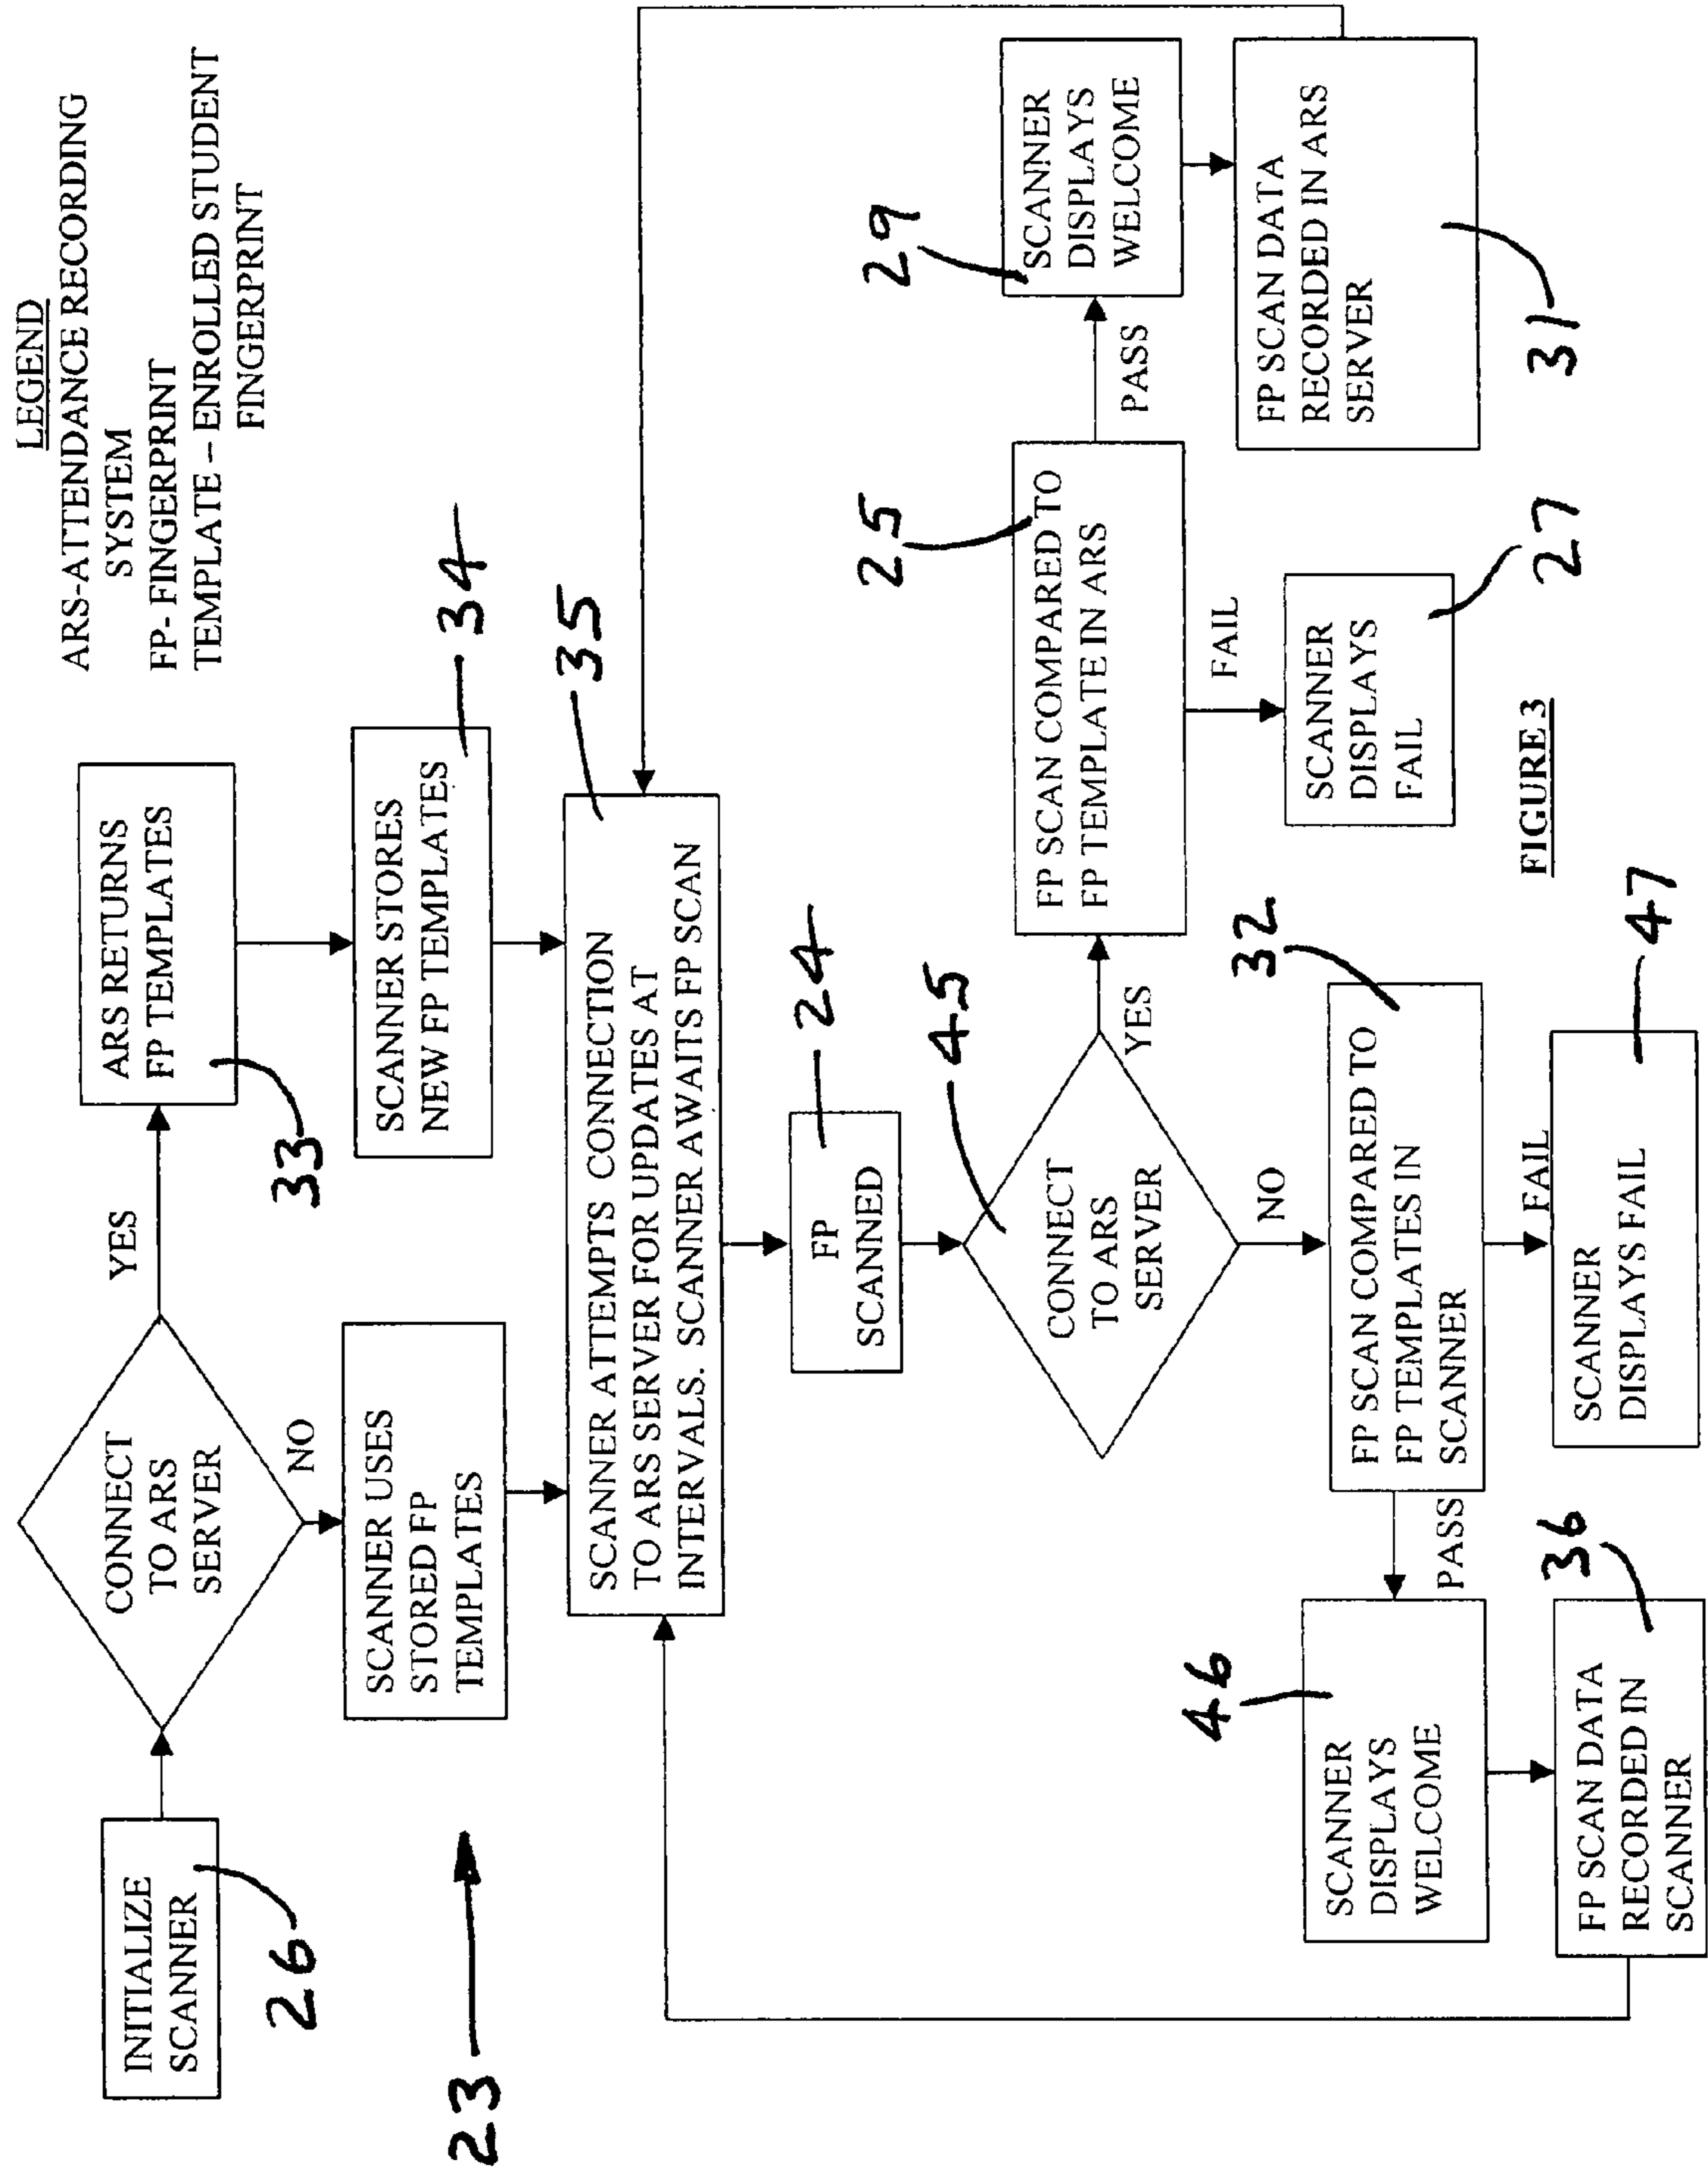 LEGEND
ARS-ATTENDANCE RECORDING
SYSTEM
FP- FINGERPRINT
TEMPLATE – ENROLLED STUDENT
FINGERPRINT
INITIALIZE
SCANNER
26
CONNECT
TO ARS
SERVER
YES
NO
ARS RETURNS
FP TEMPLATES
33
SCANNER USES
STORED FP
TEMPLATES
SCANNER STORES
NEW FP TEMPLATES
34
23
SCANNER ATTEMPTS CONNECTION
TO ARS SERVER FOR UPDATES AT
INTERVALS. SCANNER AWAITS FP SCAN
35
FP
SCANNED
24
CONNECT
TO ARS
SERVER
45
YES
NO
FP SCAN COMPARED TO
FP TEMPLATE IN ARS
25
PASS
FAIL
SCANNER
DISPLAYS
WELCOME
29
FP SCAN DATA
RECORDED IN ARS
SERVER
31
SCANNER
DISPLAYS
FAIL
27
FP SCAN COMPARED TO
FP TEMPLATES IN
SCANNER
32
PASS
FAIL
SCANNER
DISPLAYS
WELCOME
46
FP SCAN DATA
RECORDED IN
SCANNER
36
SCANNER
DISPLAYS FAIL
47
FIGURE 3